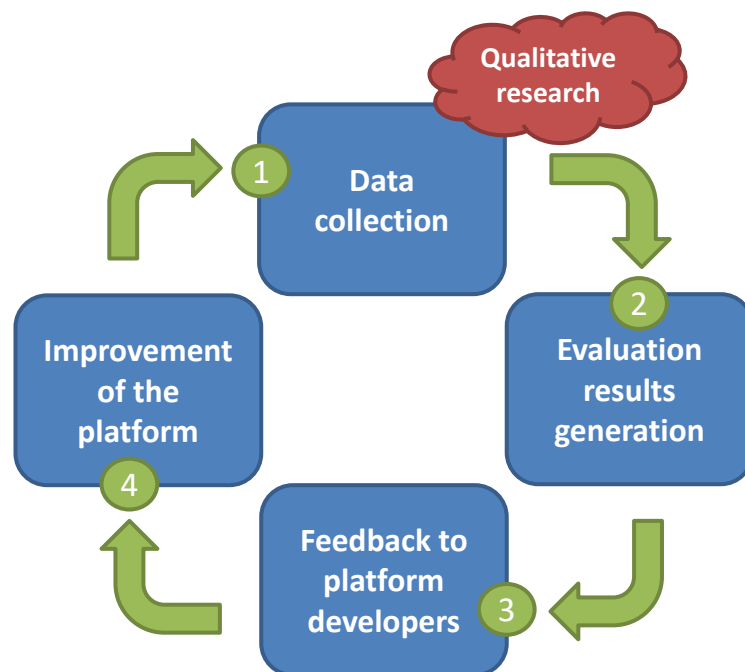 Qualitative
research
1
Data
collection
2
Evaluation
results
generation
3
Feedback to
platform
developers
4
Improvement
of the
platform